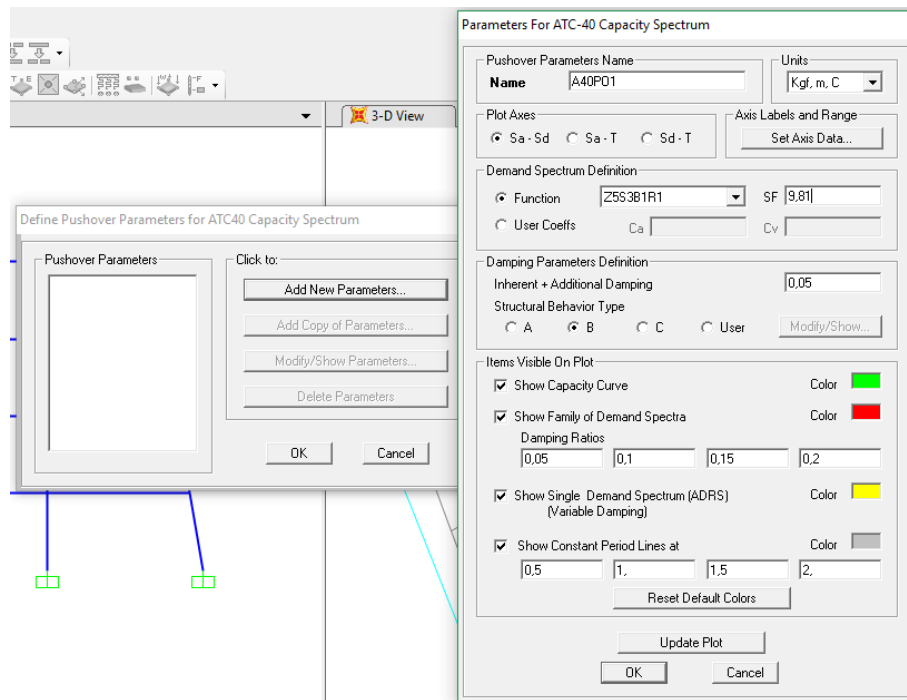 3-D View
Define Pushover Parameters for ATC40 Capacity Spectrum
Pushover Parameters
Click to:
Add New Parameters...
Add Copy of Parameters...
Modify/Show Parameters...
Delete Parameters
OK Cancel
Parameters For ATC-40 Capacity Spectrum
Pushover Parameters Name
Name A40PO1
Units
Kgf, m, C
Plot Axes
Sa - Sd Sa - T Sd - T
Axis Labels and Range
Set Axis Data...
Demand Spectrum Definition
Function Z5S3B1R1 SF 9,81
User Coeffs Ca Cv
Damping Parameters Definition
Inherent + Additional Damping 0,05
Structural Behavior Type
A B C User Modify/Show...
Items Visible On Plot
Show Capacity Curve Color
Show Family of Demand Spectra Color
Damping Ratios
0,05 0,1 0,15 0,2
Show Single Demand Spectrum (ADRS) Color
(Variable Damping)
Show Constant Period Lines at Color
0,5 1, 1,5 2,
Reset Default Colors
Update Plot
OK Cancel